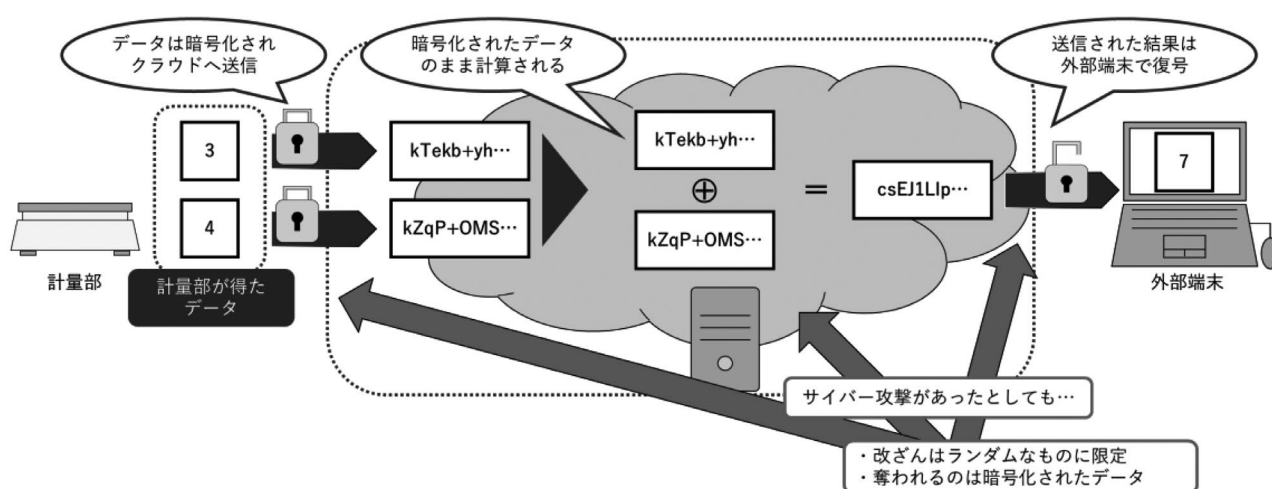 データは暗号化され
クラウドへ送信
暗号化されたデータ
のまま計算される
送信された結果は
外部端末で復号
3
4
kTekb+yh…
kZqP+OMS…
kTekb+yh…
⊕
kZqP+OMS…
=
csEJ1LIp…
7
計量部
計量部が得た
データ
外部端末
サイバー攻撃があったとしても…
・改ざんはランダムなものに限定
・奪われるのは暗号化されたデータ